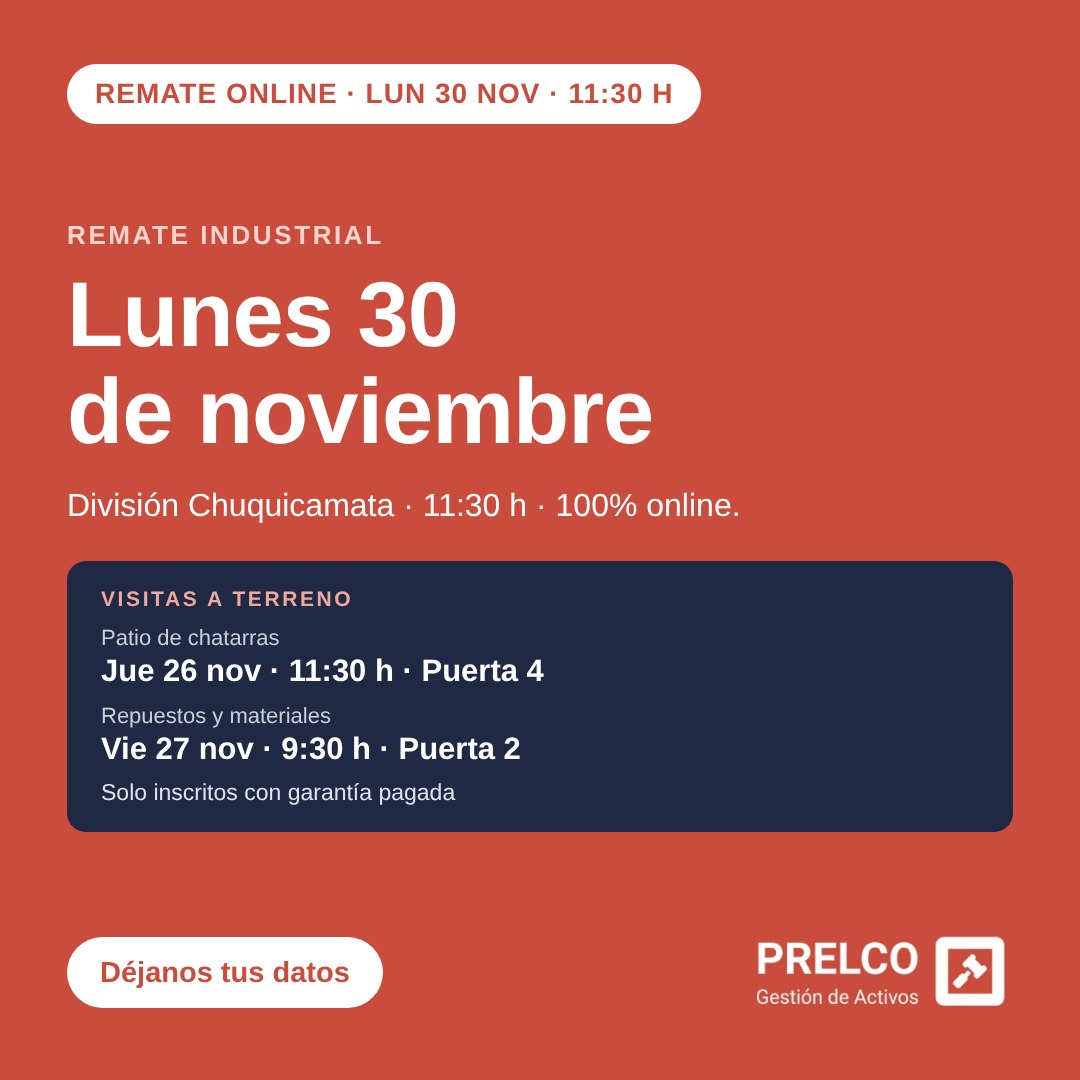 REMATE ONLINE · LUN 30 NOV · 11:30 H
REMATE INDUSTRIAL
Lunes 30
de noviembre
División Chuquicamata · 11:30 h · 100% online.
VISITAS A TERRENO
Patio de chatarras
Jue 26 nov · 11:30 h · Puerta 4
Repuestos y materiales
Vie 27 nov · 9:30 h · Puerta 2
Solo inscritos con garantía pagada
Déjanos tus datos
PRELCO
Gestión de Activos